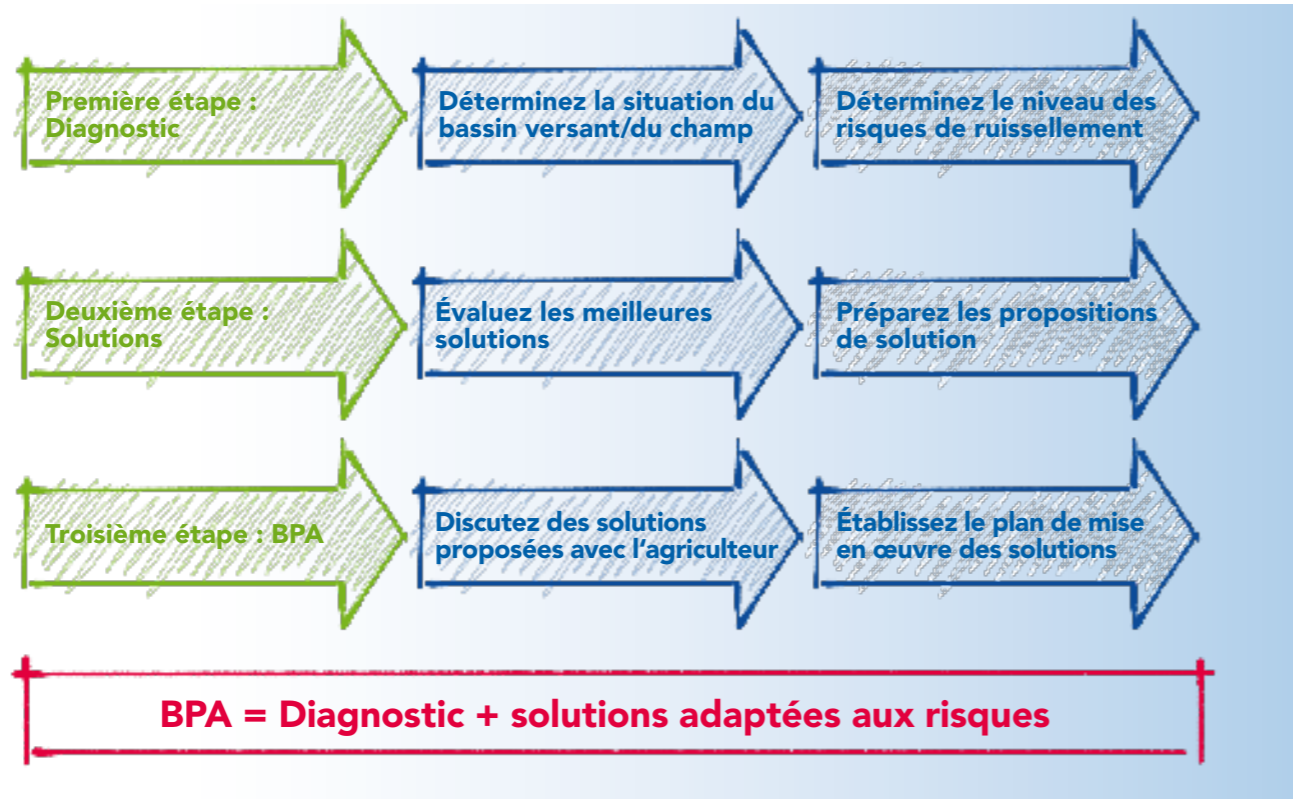 Première étape :
Diagnostic
Déterminez la situation du
bassin versant/du champ
Déterminez le niveau des
risques de ruissellement
Deuxième étape :
Solutions
Évaluez les meilleures
solutions
Préparez les propositions
de solution
Troisième étape : BPA
Discutez des solutions
proposées avec l’agriculteur
Établissez le plan de mise
en œuvre des solutions
BPA = Diagnostic + solutions adaptées aux risques